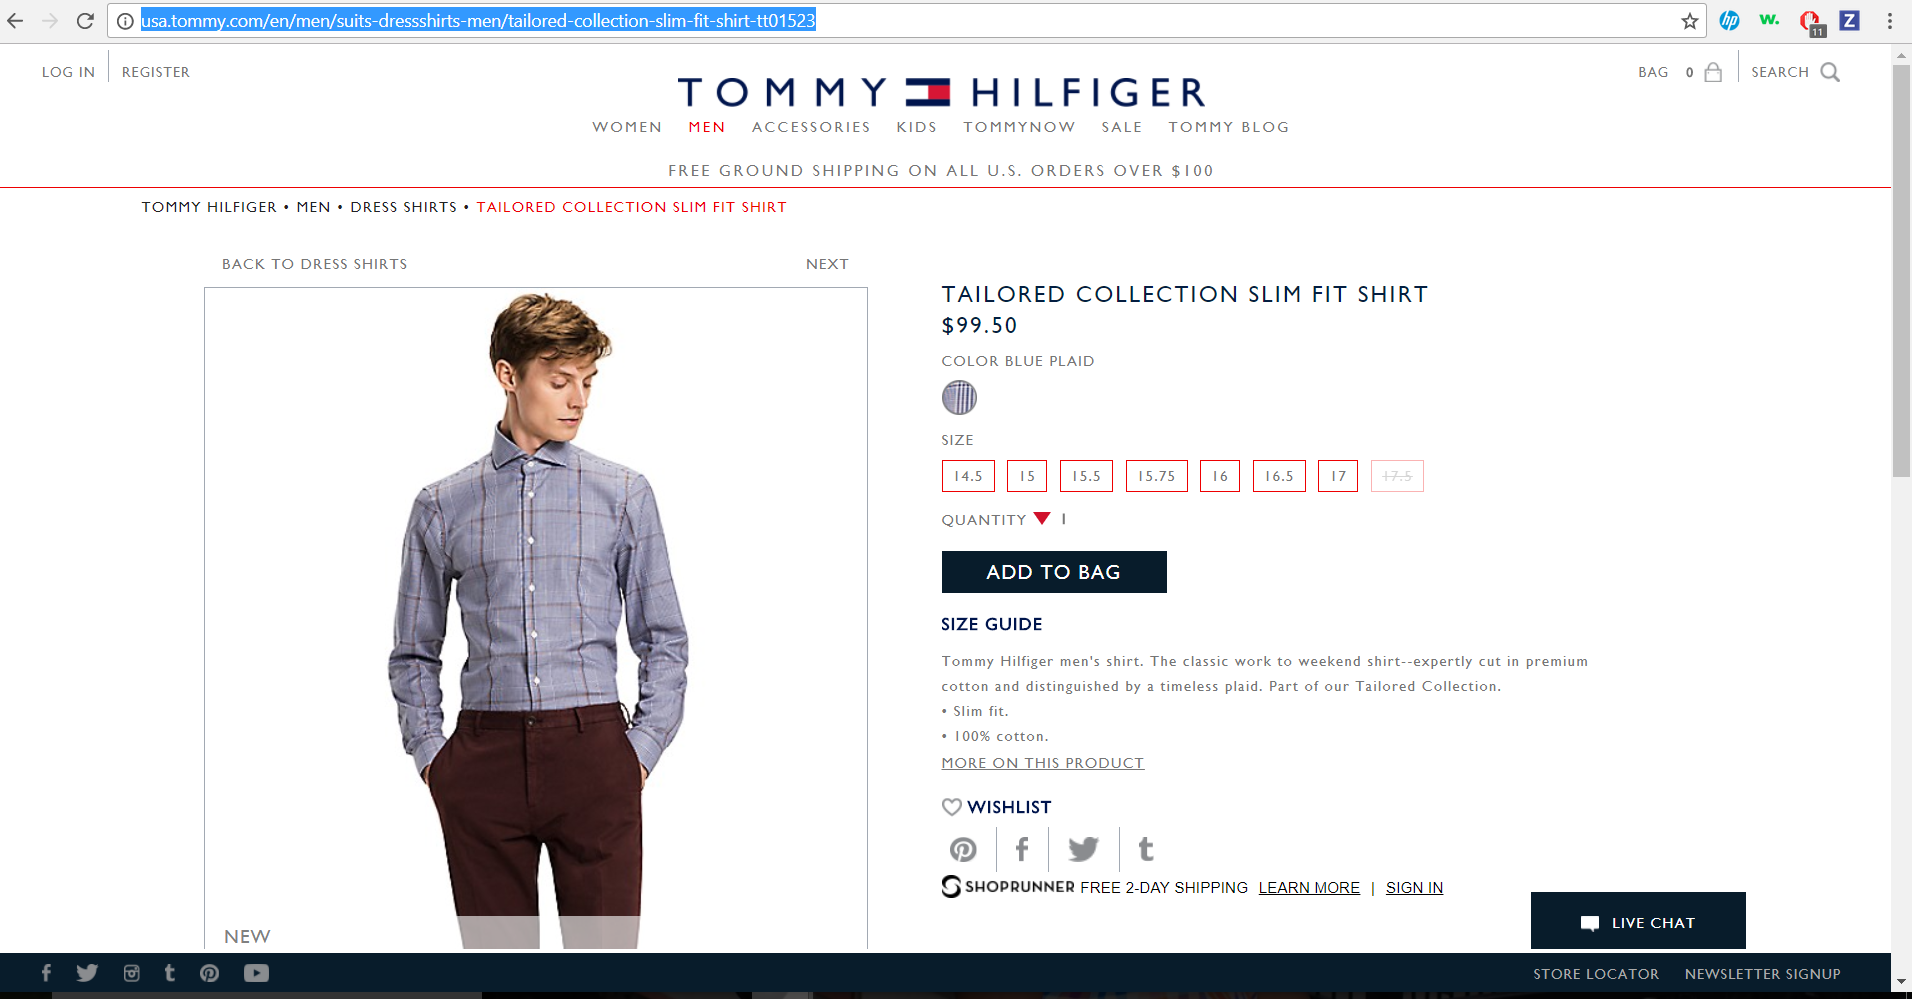 usa.tommy.com/en/men/suits-dressshirts-men/tailored-collection-slim-fit-shirt-tt01523
hp
w.
11
Z
LOG IN
REGISTER
BAG 0
SEARCH
TOMMY HILFIGER
WOMEN MEN ACCESSORIES KIDS TOMMYNOW SALE TOMMY BLOG
FREE GROUND SHIPPING ON ALL U.S. ORDERS OVER $100
TOMMY HILFIGER • MEN • DRESS SHIRTS • TAILORED COLLECTION SLIM FIT SHIRT
BACK TO DRESS SHIRTS
NEXT
TAILORED COLLECTION SLIM FIT SHIRT
$99.50
COLOR BLUE PLAID
SIZE
14.5 15 15.5 15.75 16 16.5 17 17.5
QUANTITY 1
ADD TO BAG
SIZE GUIDE
Tommy Hilfiger men's shirt. The classic work to weekend shirt--expertly cut in premium
cotton and distinguished by a timeless plaid. Part of our Tailored Collection.
• Slim fit.
• 100% cotton.
MORE ON THIS PRODUCT
WISHLIST
SHOPRUNNER FREE 2-DAY SHIPPING LEARN MORE | SIGN IN
NEW
LIVE CHAT
STORE LOCATOR
NEWSLETTER SIGNUP